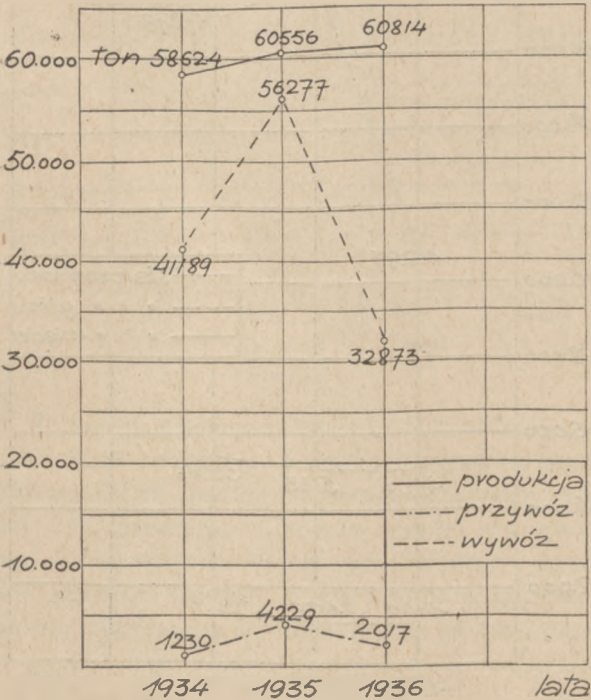 60.000 ton 58624 60556 60814
56277
50.000
40.000 41189
30.000 32873
20.000
produkcja
przywóz
wywóz
10.000
1230 4229 2017
1934 1935 1936 lata